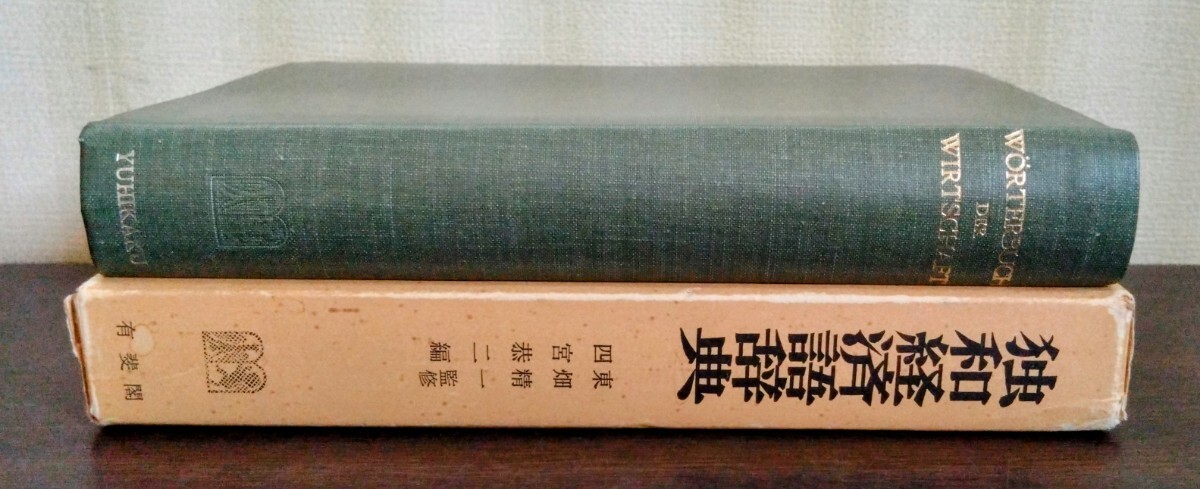 WÖRTERBUCH
DER
WIRTSCHAFT
YUHIKAKU
独和経済語辞典
東畑精一監修
四宮恭二編
有斐閣